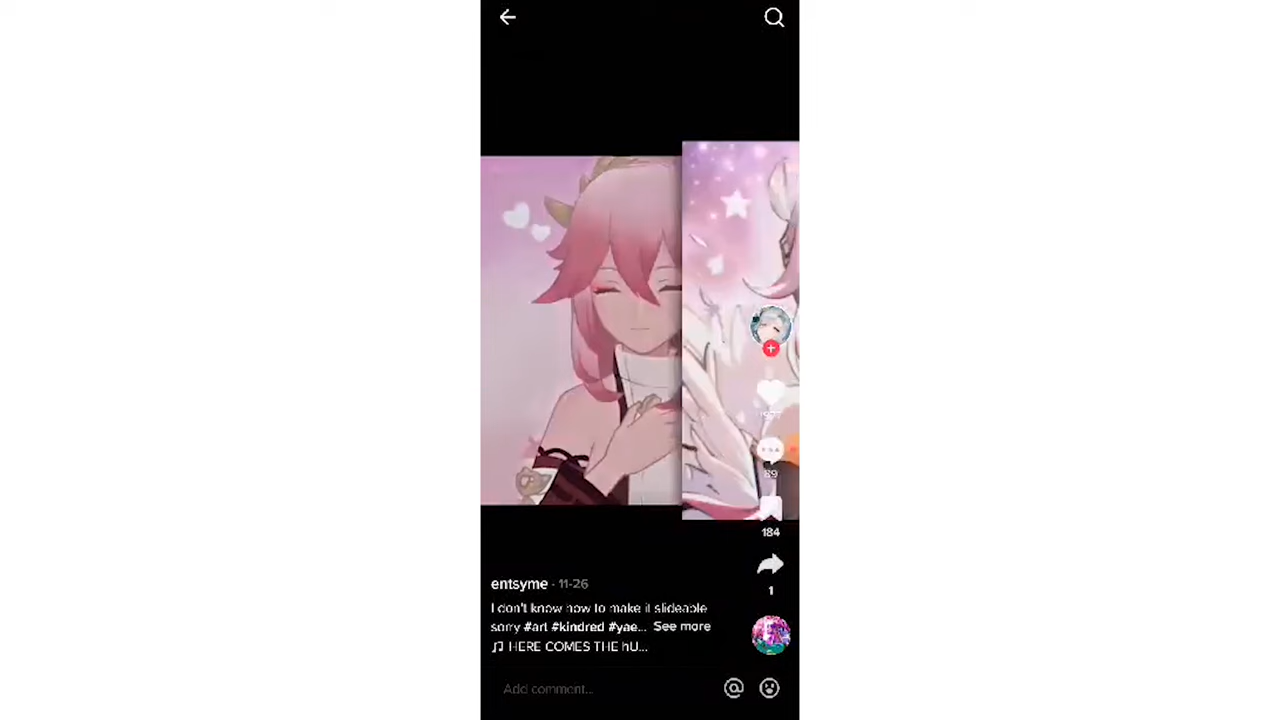 89
184
1
entsyme · 11-26
I don't know how to make it slideable
sorry #art #kindred #yae... See more
HERE COMES THE hU...
Add comment...